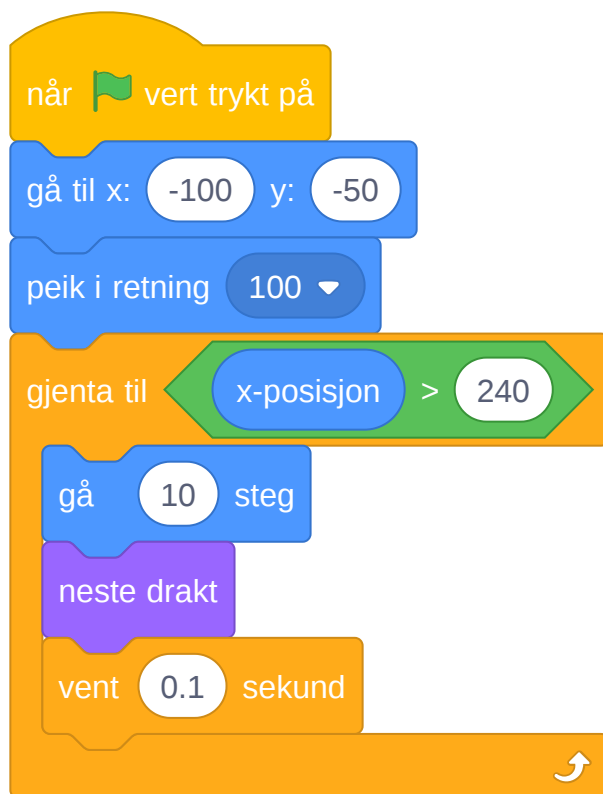 når vert trykt på
gå til x: -100 y: -50
peik i retning 100
gjenta til x-posisjon > 240
gå 10 steg
neste drakt
vent 0.1 sekund